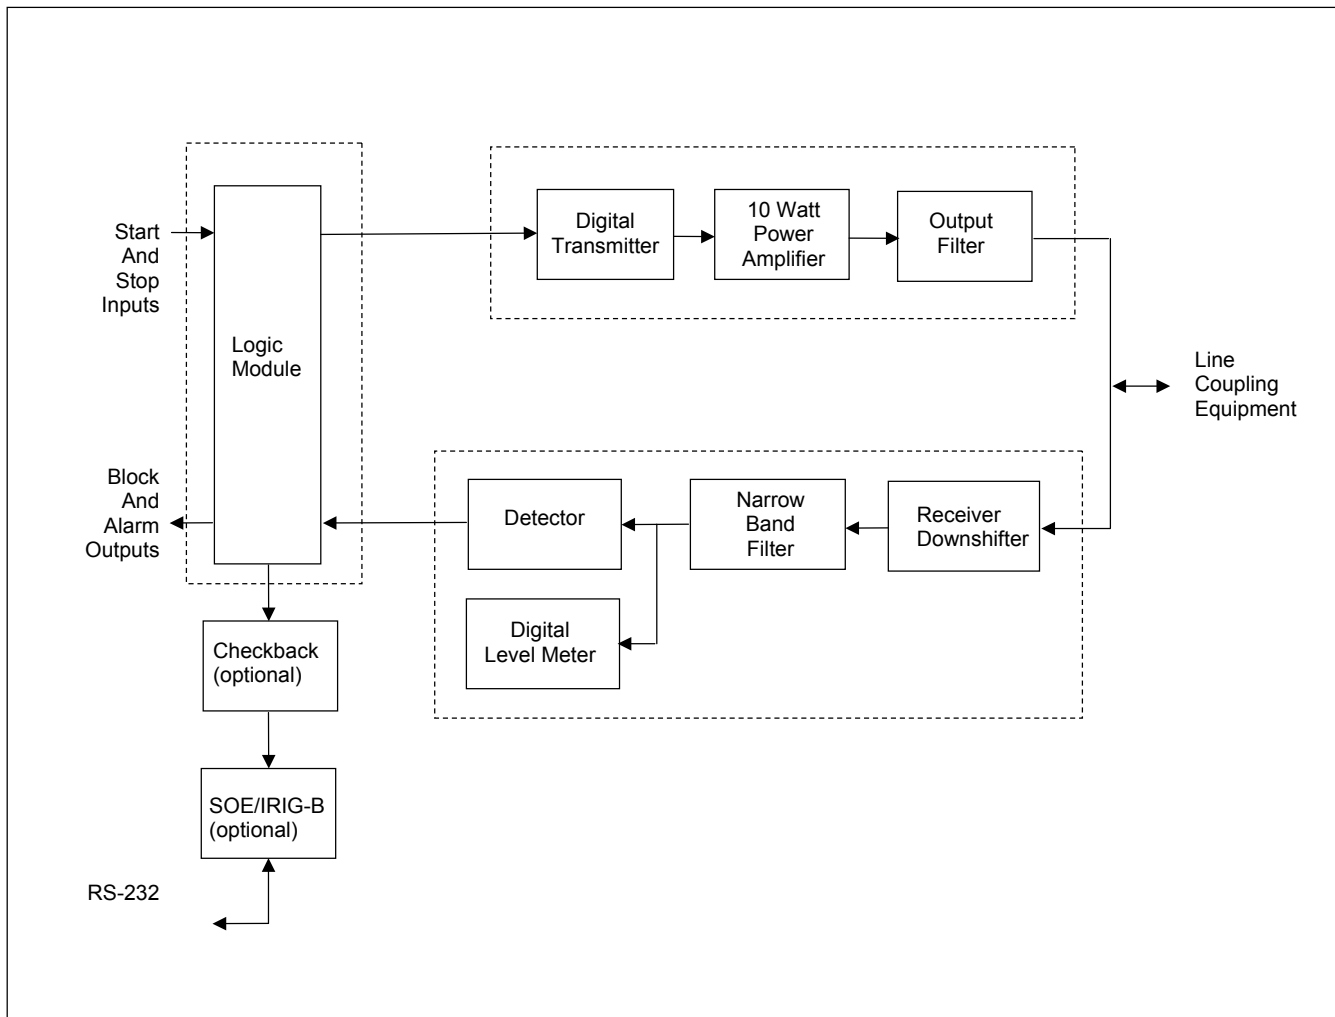 Start
And
Stop
Inputs
Logic
Module
Digital
Transmitter
10 Watt
Power
Amplifier
Output
Filter
Line
Coupling
Equipment
Block
And
Alarm
Outputs
Detector
Narrow
Band
Filter
Receiver
Downshifter
Digital
Level Meter
Checkback
(optional)
SOE/IRIG-B
(optional)
RS-232